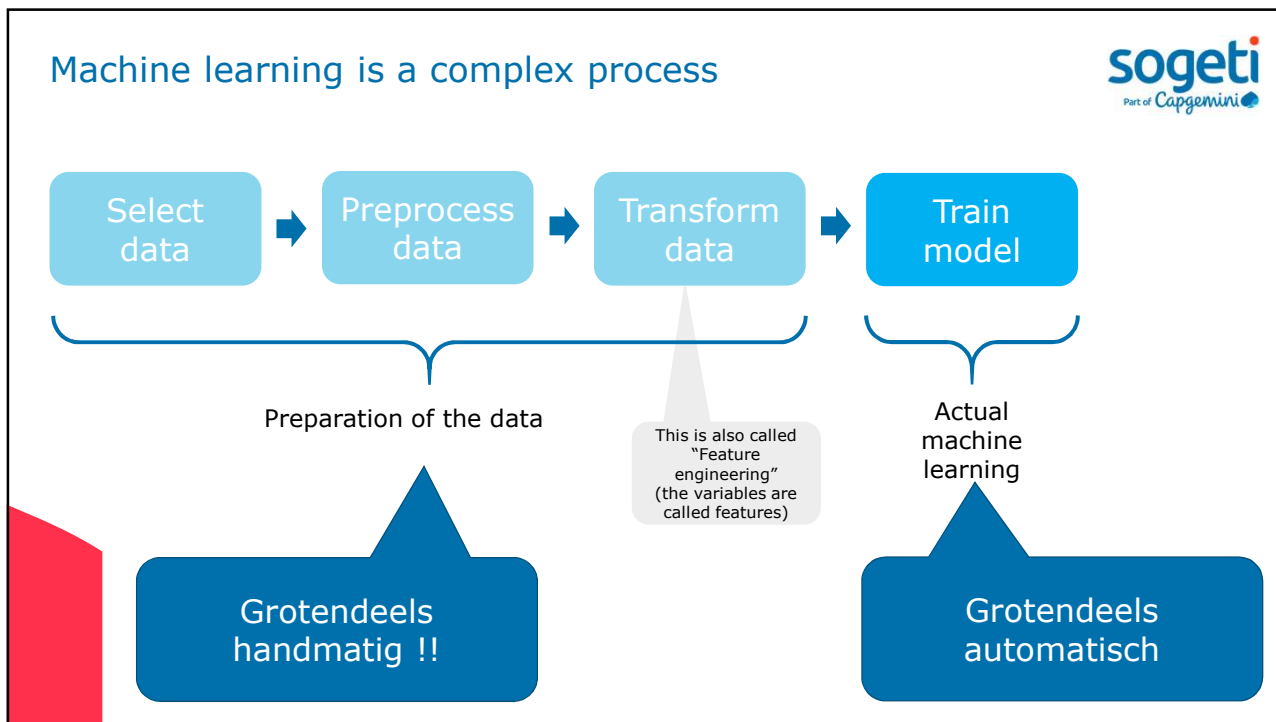 Machine learning is a complex process
sogeti
Part of Capgemini
Select
data
Preprocess
data
Transform
data
Train
model
Preparation of the data
This is also called
“Feature
engineering”
(the variables are
called features)
Actual
machine
learning
Grotendeels
handmatig !!
Grotendeels
automatisch